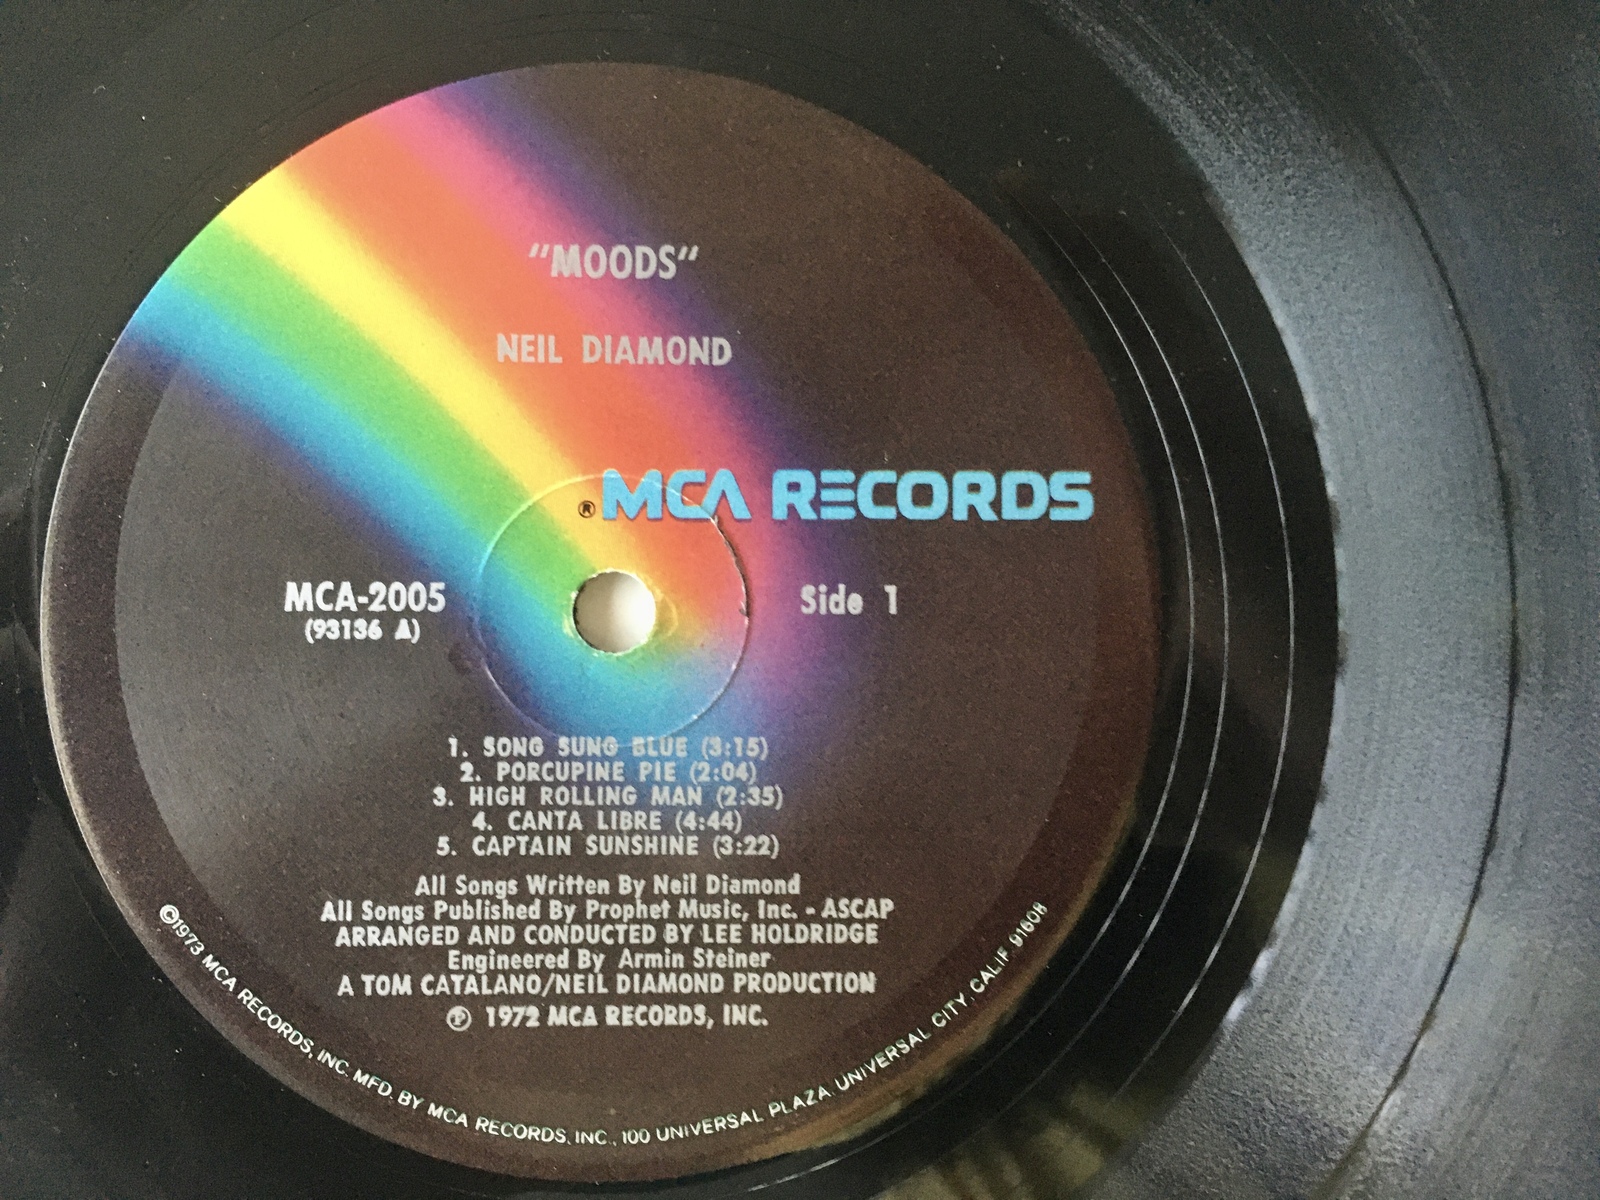 "MOODS"
NEIL DIAMOND
® MCA RECORDS
MCA-2005
(93136 A)
Side 1
1. SONG SUNG BLUE (3:15)
2. PORCUPINE PIE (2:04)
3. HIGH ROLLING MAN (2:35)
4. CANTA LIBRE (4:44)
5. CAPTAIN SUNSHINE (3:22)
All Songs Written By Neil Diamond
All Songs Published By Prophet Music, Inc. - ASCAP
ARRANGED AND CONDUCTED BY LEE HOLDRIDGE
Engineered By Armin Steiner
A TOM CATALANO/NEIL DIAMOND PRODUCTION
℗ 1972 MCA RECORDS, INC.
©1973 MCA RECORDS, INC. MFD. BY MCA RECORDS, INC., 100 UNIVERSAL PLAZA, UNIVERSAL CITY, CALIF. 91608